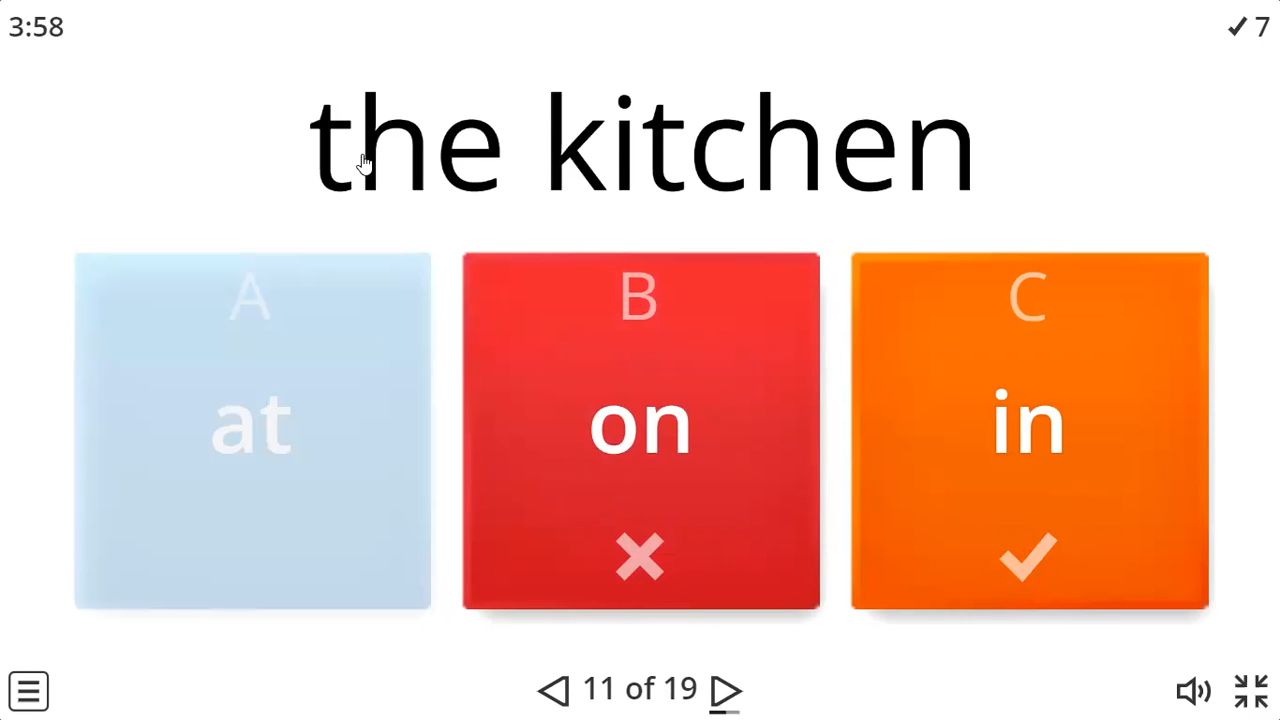 3:58
✓ 7
the kitchen
A
B
C
at
on
in
11 of 19